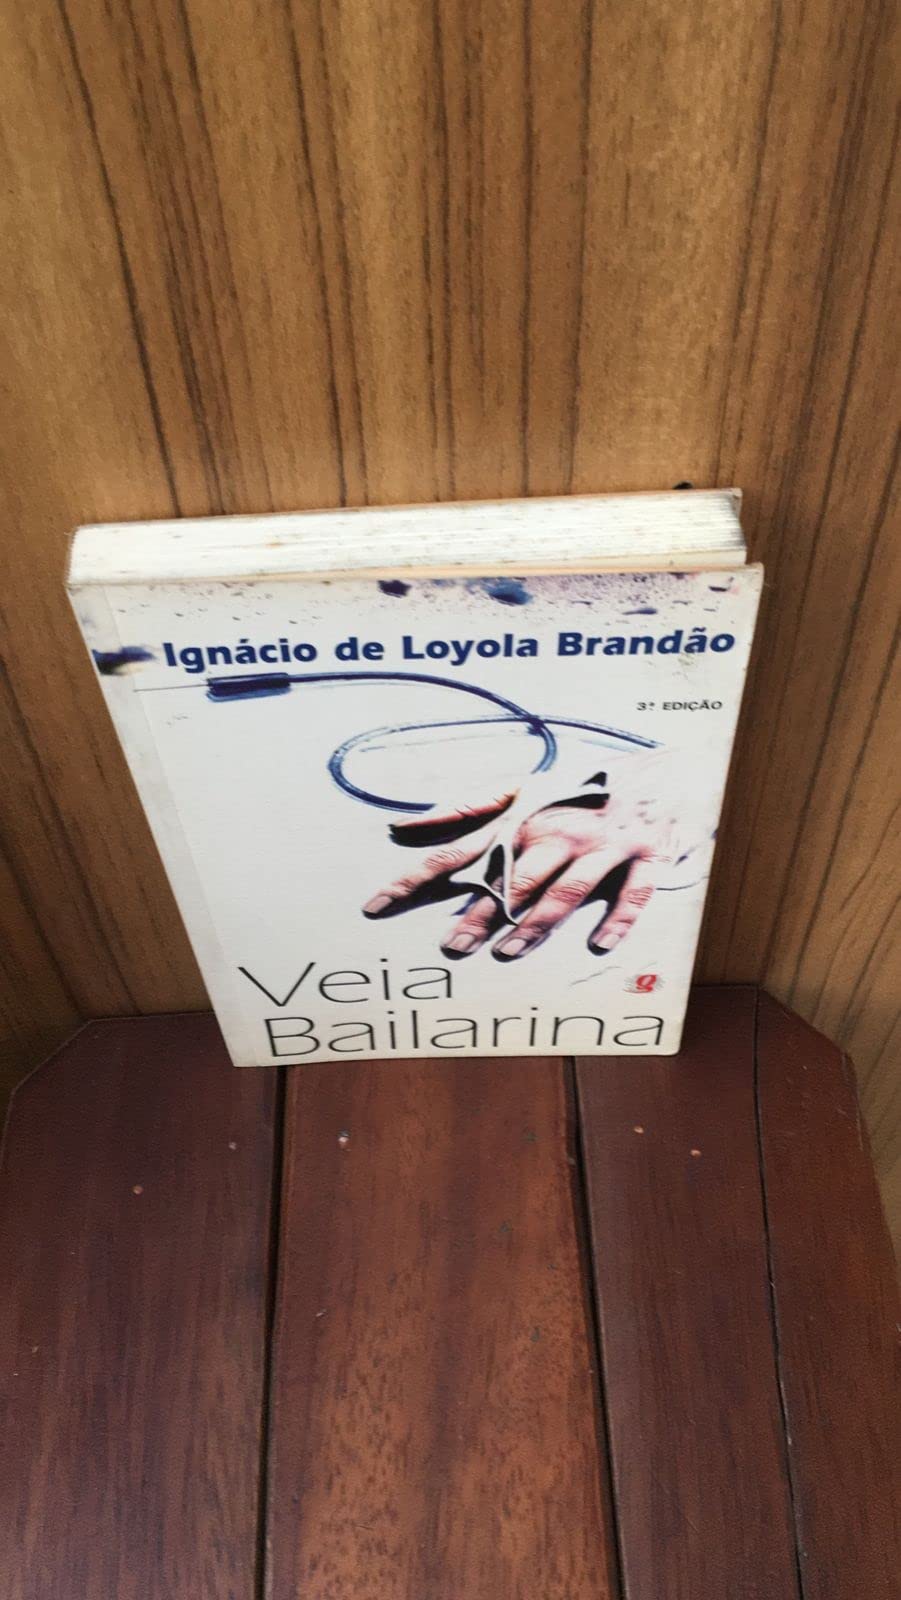 Ignácio de Loyola Brandão
3ª EDIÇÃO
Veia
Bailarina
g